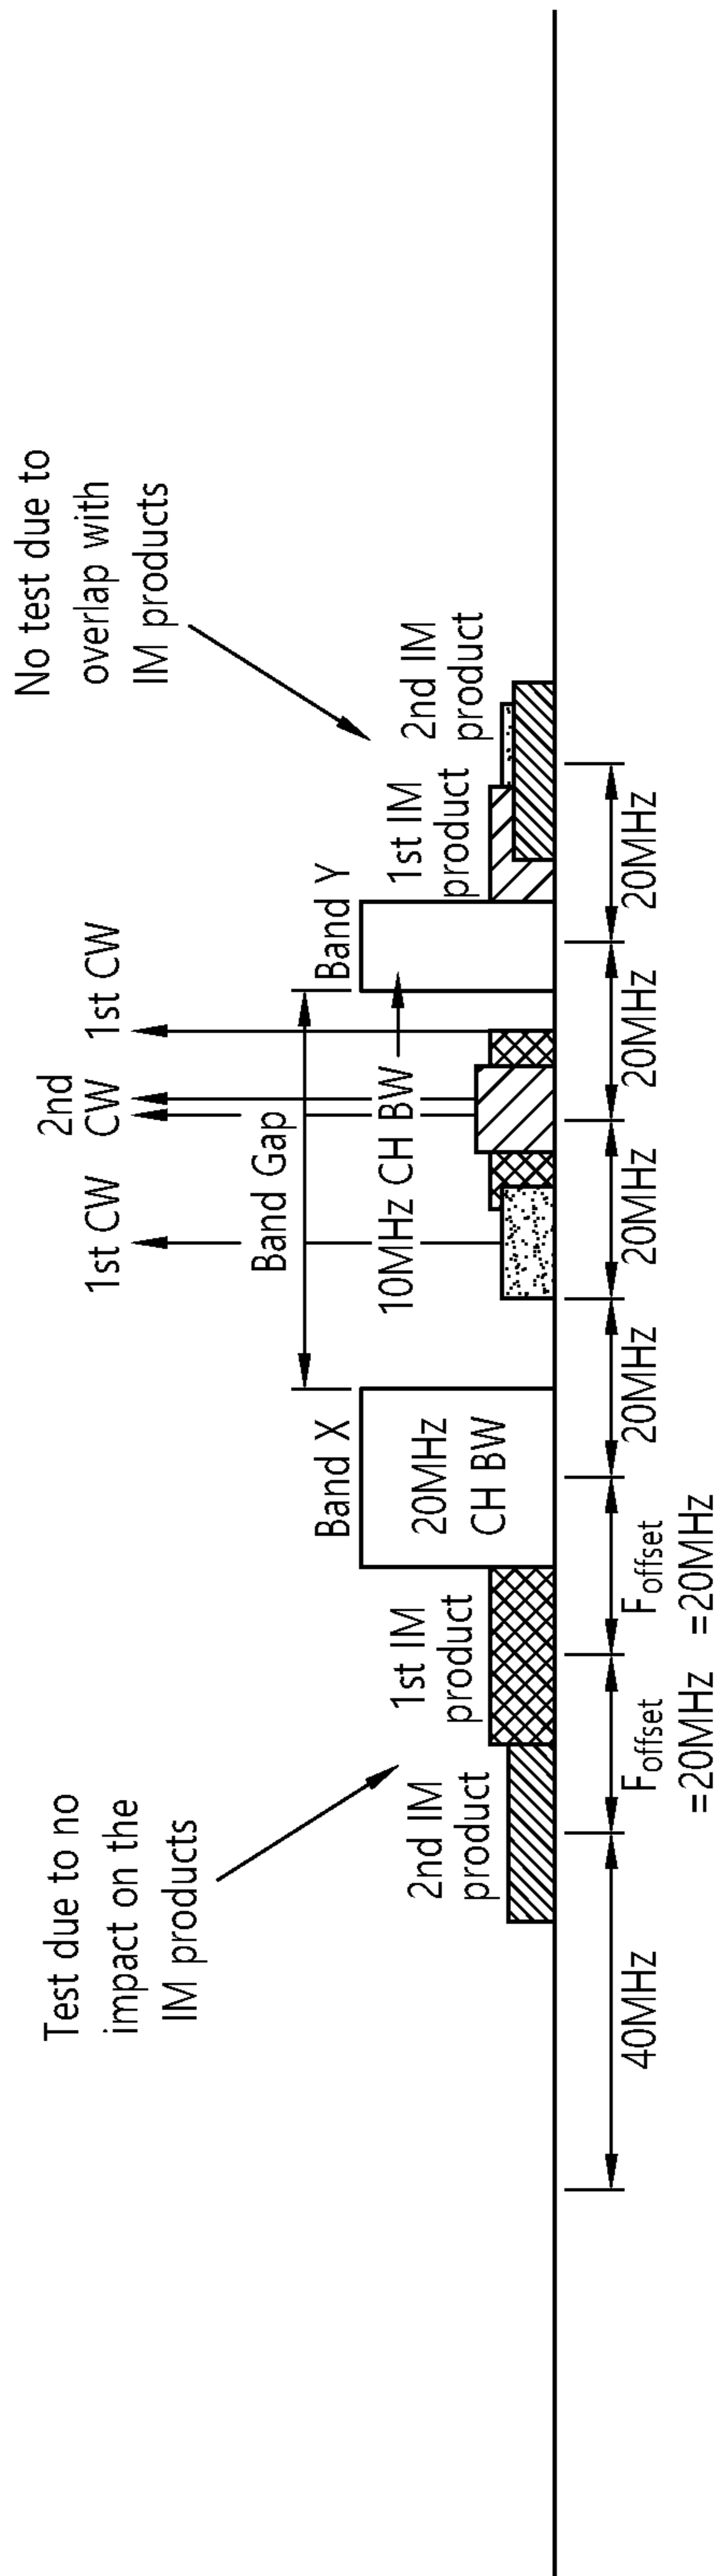 Test due to no
impact on the
IM products
No test due to
overlap with
IM products
1st CW
2nd
CW
1st CW
Band Gap
Band X
Band Y
20MHz
CH BW
10MHz CH BW
2nd IM
product
1st IM
product
1st IM
product
2nd IM
product
40MHz
Foffset
=20MHz
Foffset
=20MHz
20MHz
20MHz
20MHz
20MHz